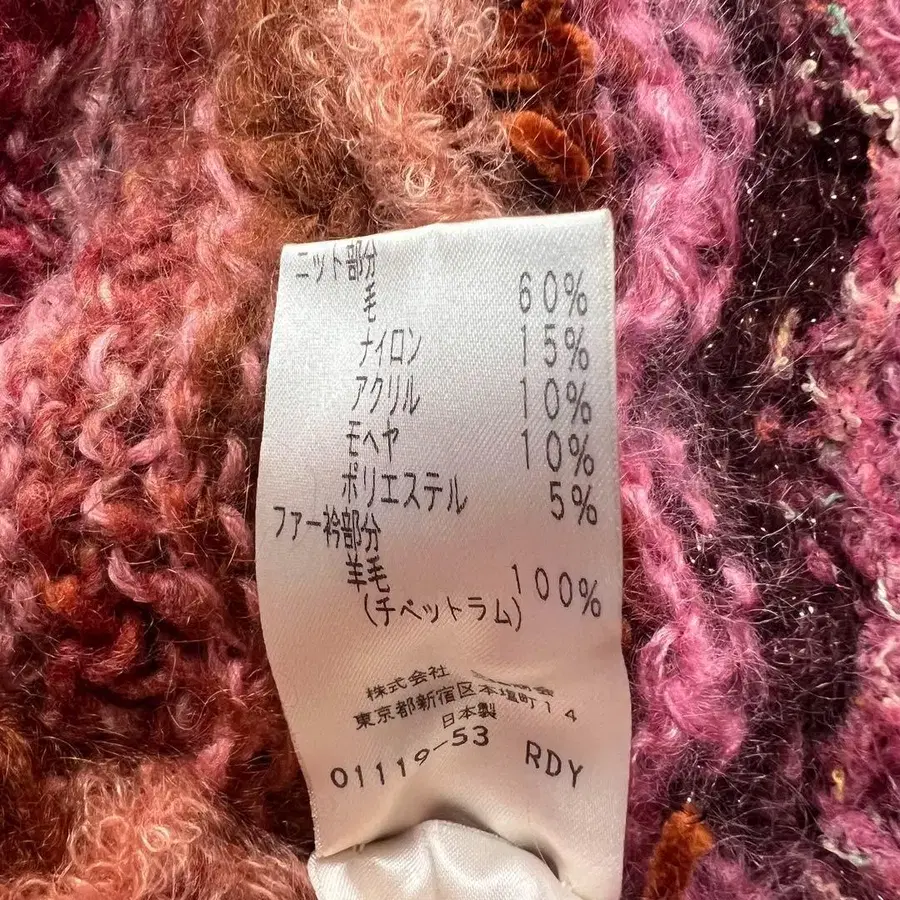 ニット部分
毛 60%
ナイロン 15%
アクリル 10%
モヘヤ 10%
ポリエステル 5%
ファー衿部分
羊毛 100%
(チベットラム)
株式会社
東京都新宿区本塩町14
日本製
01119-53 RDY